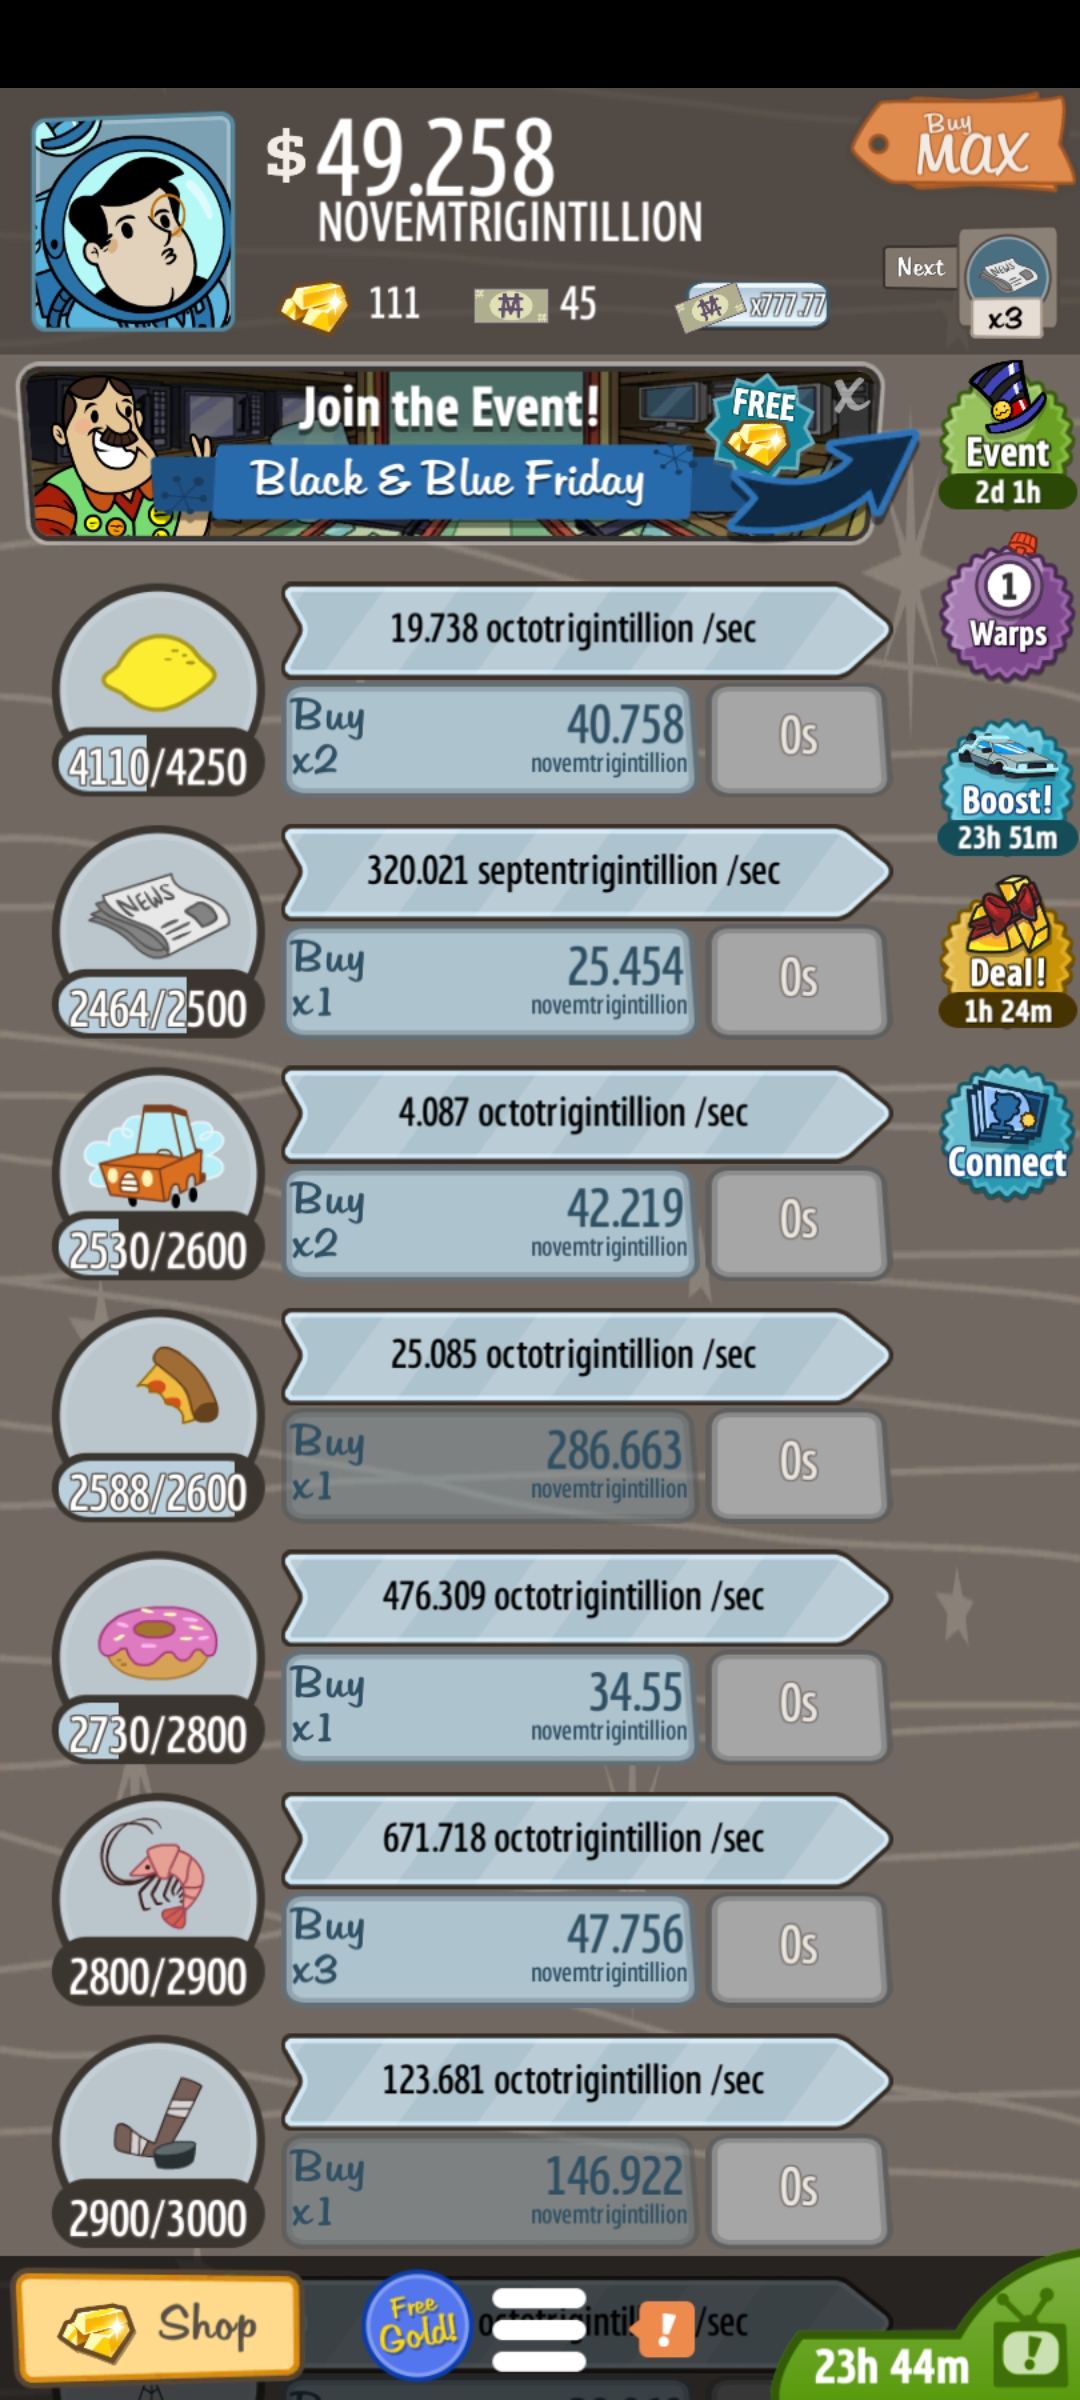 $ 49.258
NOVEMTRIGINTILLION
Buy
MAX
111
45
x777.77
Next
x3
Join the Event!
FREE
Black & Blue Friday
X
Event
2d 1h
19.738 octotrigintillion /sec
4110/4250
Buy
x2
40.758
novemtrigintillion
0s
1
Warps
Boost!
23h 51m
NEWS
320.021 septentrigintillion /sec
2464/2500
Buy
x1
25.454
novemtrigintillion
0s
Deal!
1h 24m
4.087 octotrigintillion /sec
2530/2600
Buy
x2
42.219
novemtrigintillion
0s
Connect
25.085 octotrigintillion /sec
2588/2600
Buy
x1
286.663
novemtrigintillion
0s
476.309 octotrigintillion /sec
2730/2800
Buy
x1
34.55
novemtrigintillion
0s
671.718 octotrigintillion /sec
2800/2900
Buy
x3
47.756
novemtrigintillion
0s
123.681 octotrigintillion /sec
2900/3000
Buy
x1
146.922
novemtrigintillion
0s
Shop
Free
Gold!
!
/sec
23h 44m
!